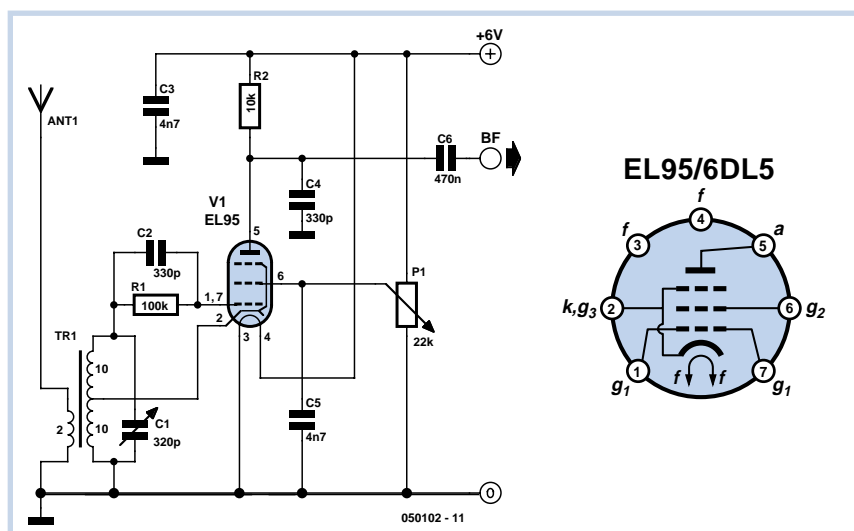 +6V
+
R2
10k
C3
4n7
ANT1
C6
470n
BF
EL95/6DL5
V1
EL95
C4
330p
5
C2
330p
R1
100k
1, 7
6
2
3
4
P1
22k
TR1
10
10
2
C1
320p
C5
4n7
0
050102 - 11
f
4
f
3
a
5
k,g3
2
6
g2
1
g1
f
f
7
g1